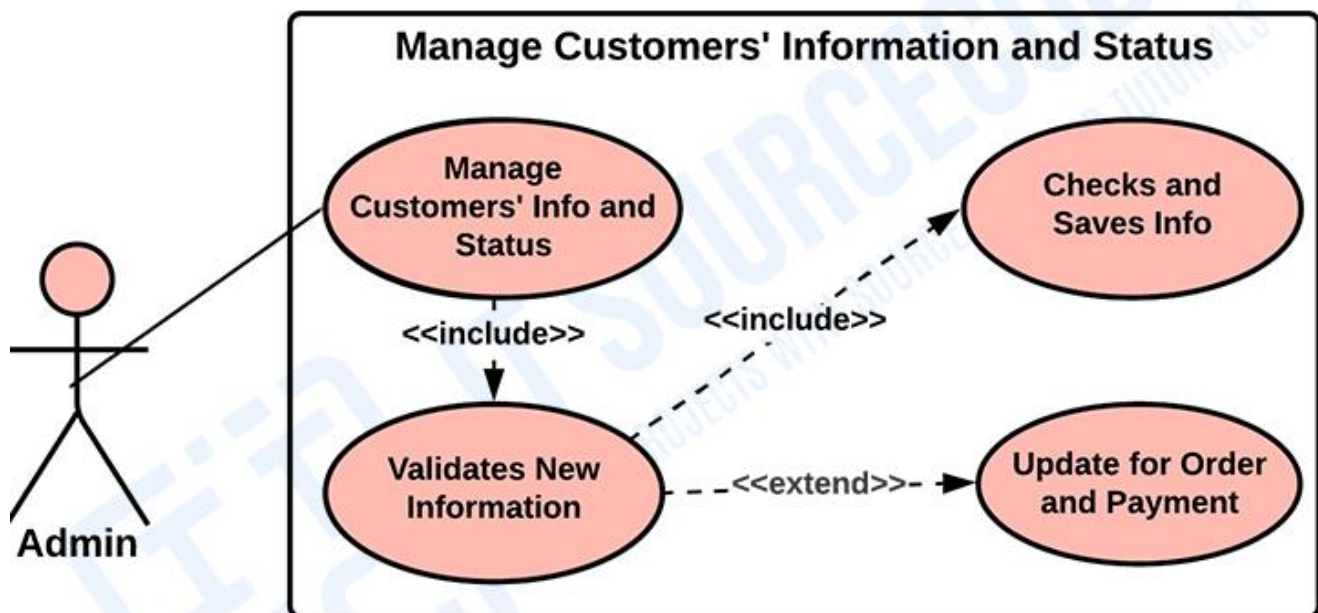 Manage Customers' Information and Status
Manage
Customers' Info and
Status
Checks and
Saves Info
<<include>>
<<include>>
Validates New
Information
<<extend>>
Update for Order
and Payment
Admin